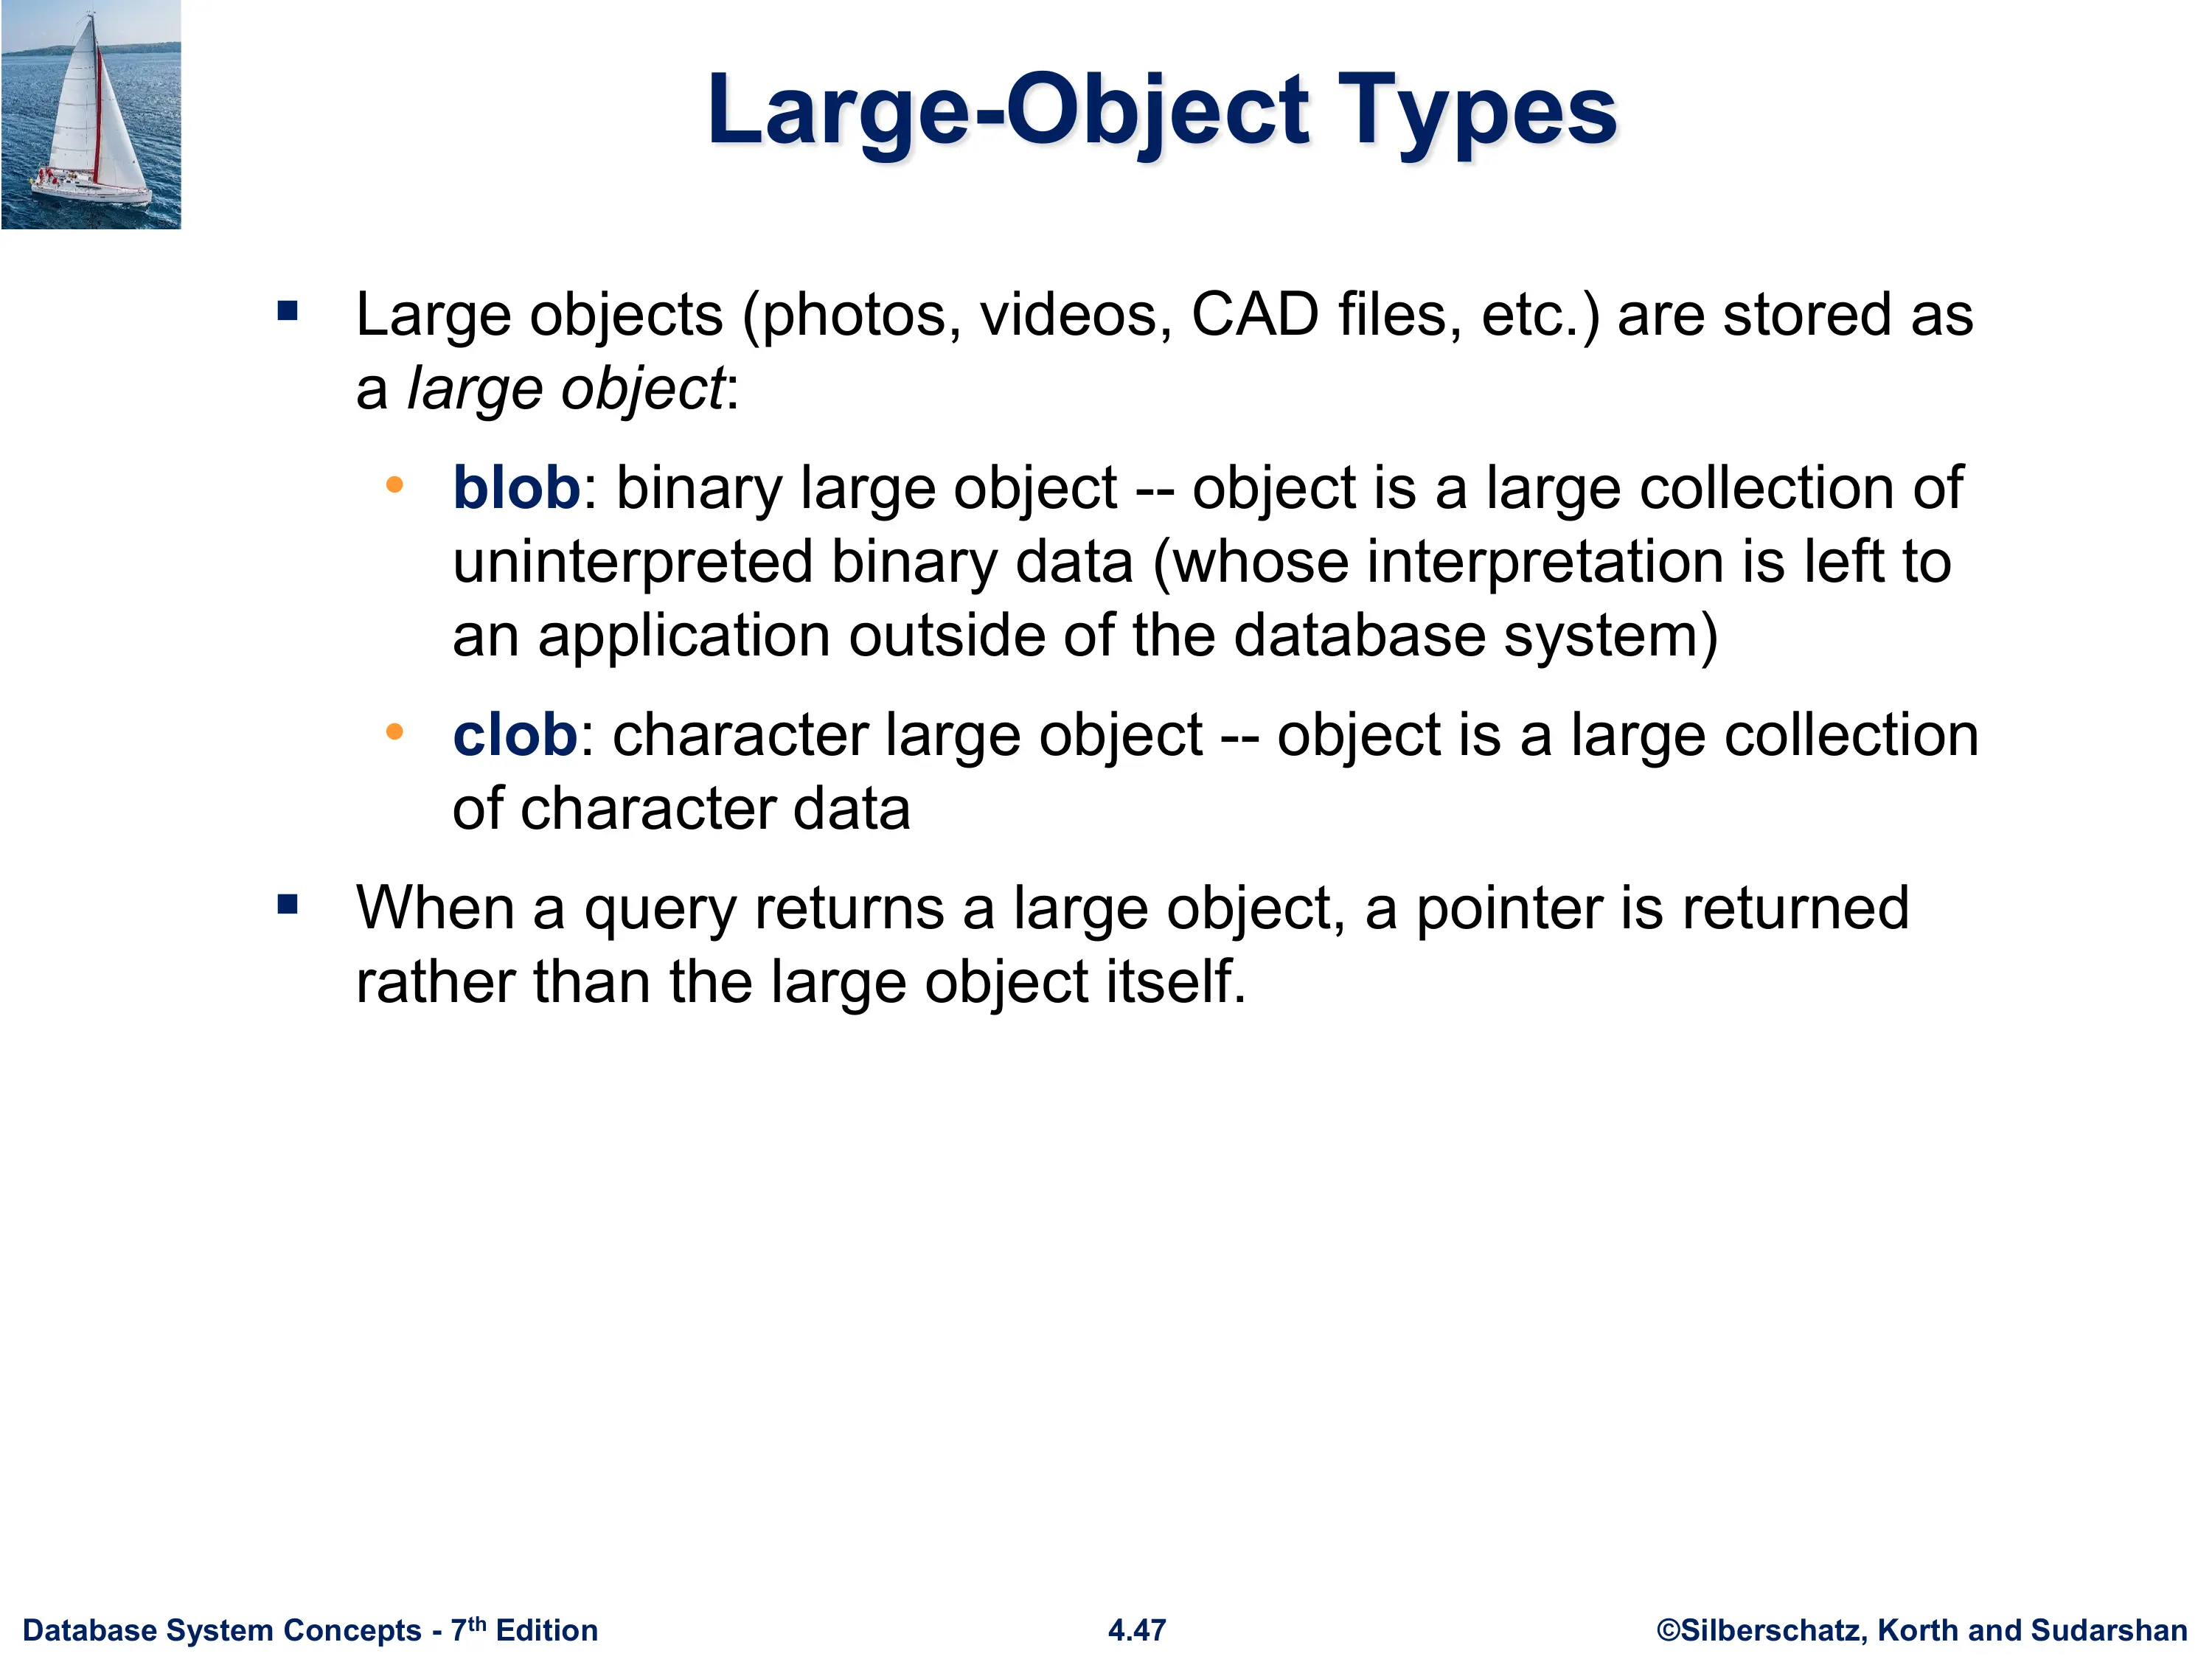 Large-Object Types
▪ Large objects (photos, videos, CAD files, etc.) are stored as
a large object:
• blob: binary large object -- object is a large collection of
uninterpreted binary data (whose interpretation is left to
an application outside of the database system)
• clob: character large object -- object is a large collection
of character data
▪ When a query returns a large object, a pointer is returned
rather than the large object itself.
Database System Concepts - 7th Edition
4.47
©Silberschatz, Korth and Sudarshan